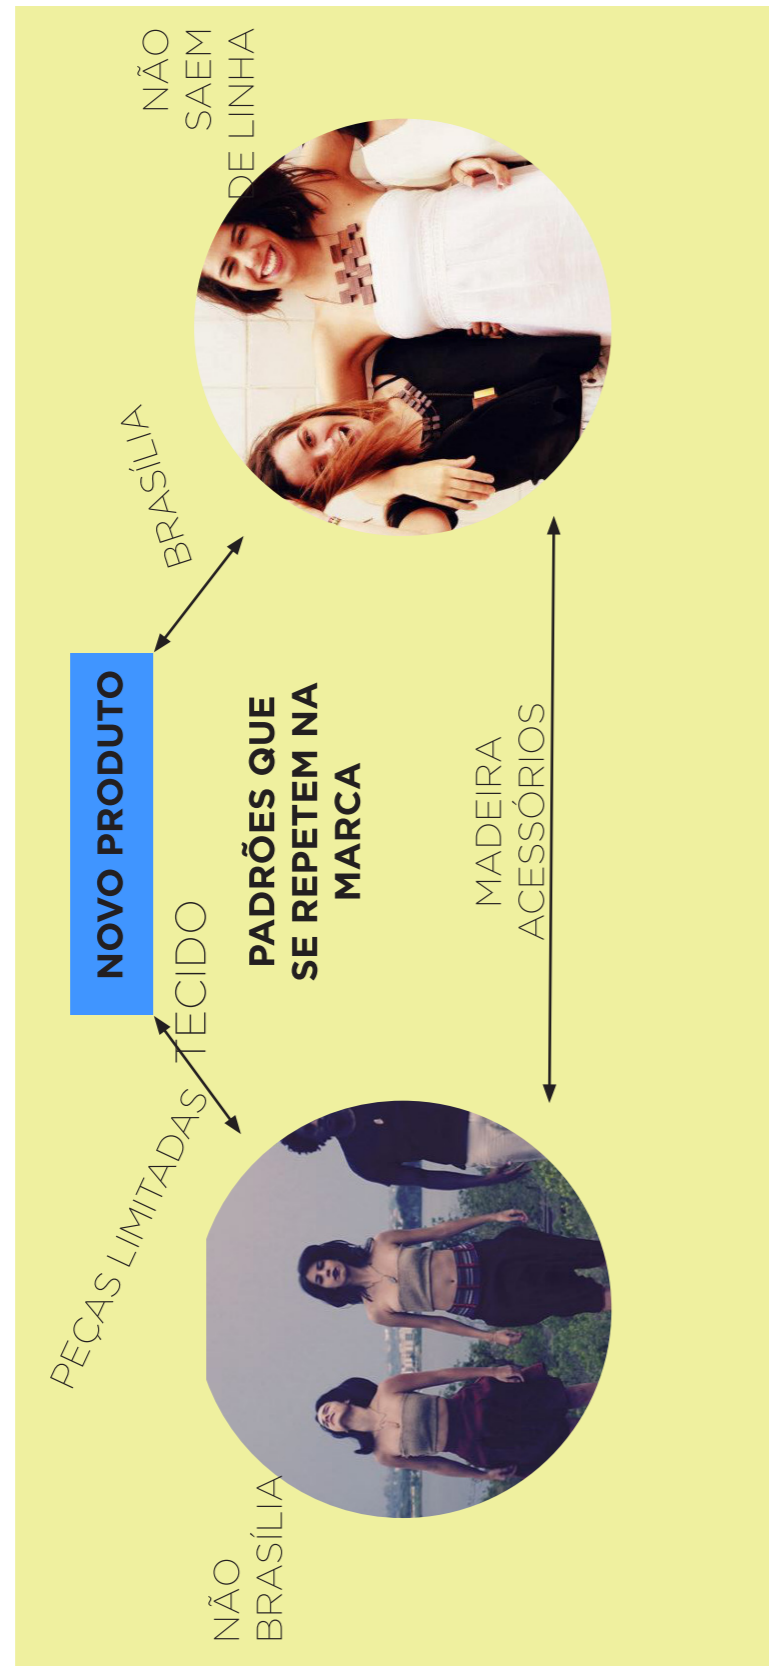 NOVO PRODUTO
PEÇAS LIMITADAS
TECIDO
BRASÍLIA
NÃO
SAEM
DE LINHA
PADRÕES QUE
SE REPETEM NA
MARCA
NÃO
BRASÍLIA
MADEIRA
ACESSÓRIOS